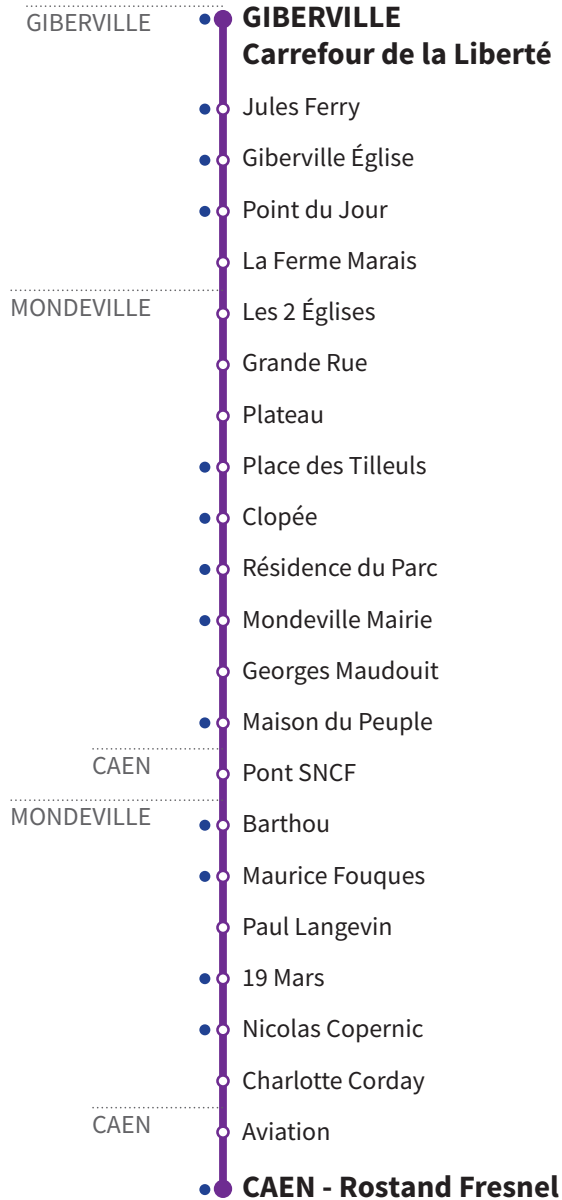 GIBERVILLE
GIBERVILLE
Carrefour de la Liberté
Jules Ferry
Giberville Église
Point du Jour
La Ferme Marais
MONDEVILLE
Les 2 Églises
Grande Rue
Plateau
Place des Tilleuls
Clopée
Résidence du Parc
Mondeville Mairie
Georges Maudouit
Maison du Peuple
CAEN
Pont SNCF
MONDEVILLE
Barthou
Maurice Fouques
Paul Langevin
19 Mars
Nicolas Copernic
Charlotte Corday
CAEN
Aviation
CAEN - Rostand Fresnel